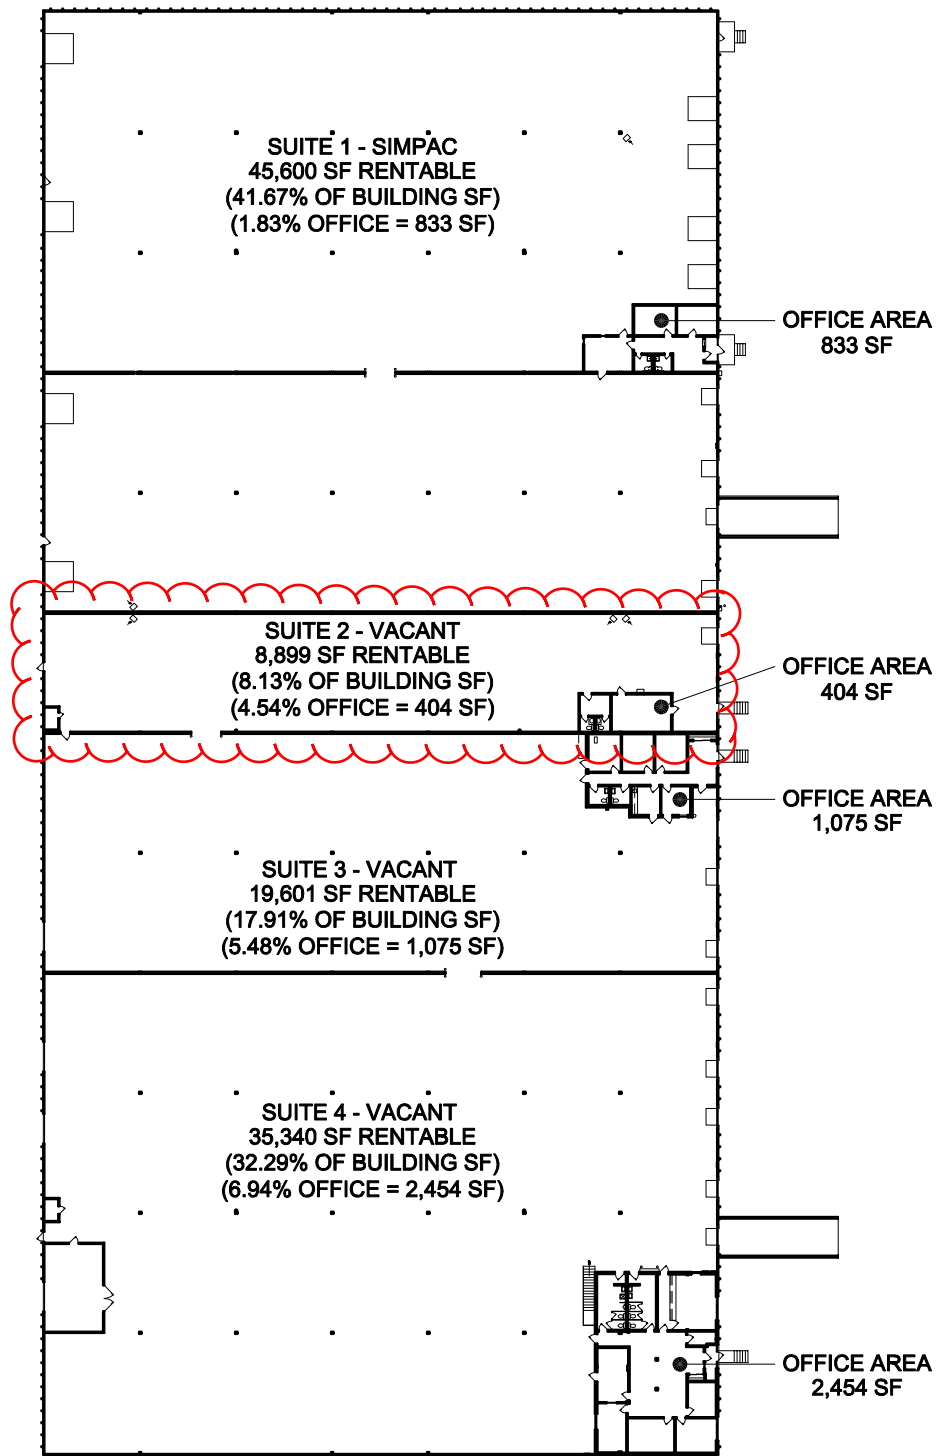 SUITE 1 - SIMPAC
45,600 SF RENTABLE
(41.67% OF BUILDING SF)
(1.83% OFFICE = 833 SF)
OFFICE AREA
833 SF
SUITE 2 - VACANT
8,899 SF RENTABLE
(8.13% OF BUILDING SF)
(4.54% OFFICE = 404 SF)
OFFICE AREA
404 SF
OFFICE AREA
1,075 SF
SUITE 3 - VACANT
19,601 SF RENTABLE
(17.91% OF BUILDING SF)
(5.48% OFFICE = 1,075 SF)
SUITE 4 - VACANT
35,340 SF RENTABLE
(32.29% OF BUILDING SF)
(6.94% OFFICE = 2,454 SF)
OFFICE AREA
2,454 SF